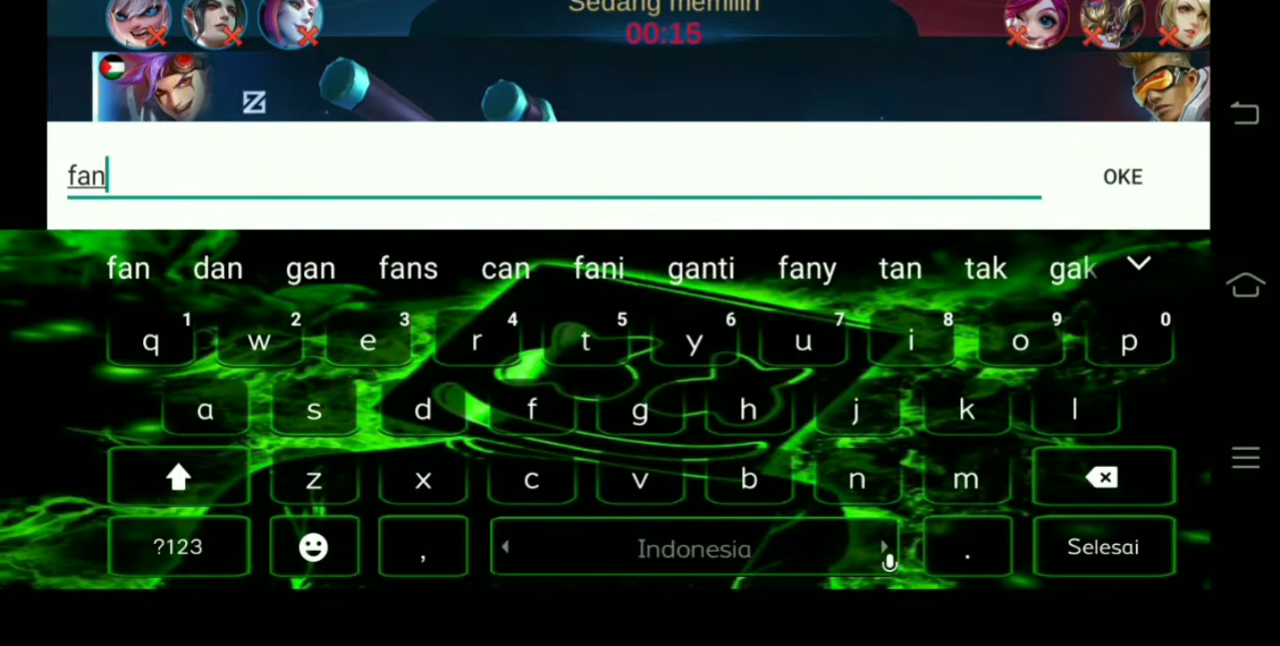 Sedang memilih
00:15
fan
OKE
fan dan gan fans can fani ganti fany tan tak gak
1 2 3 4 5 6 7 8 9 0
q w e r t y u i o p
a s d f g h j k l
z x c v b n m
?123 , Indonesia . Selesai